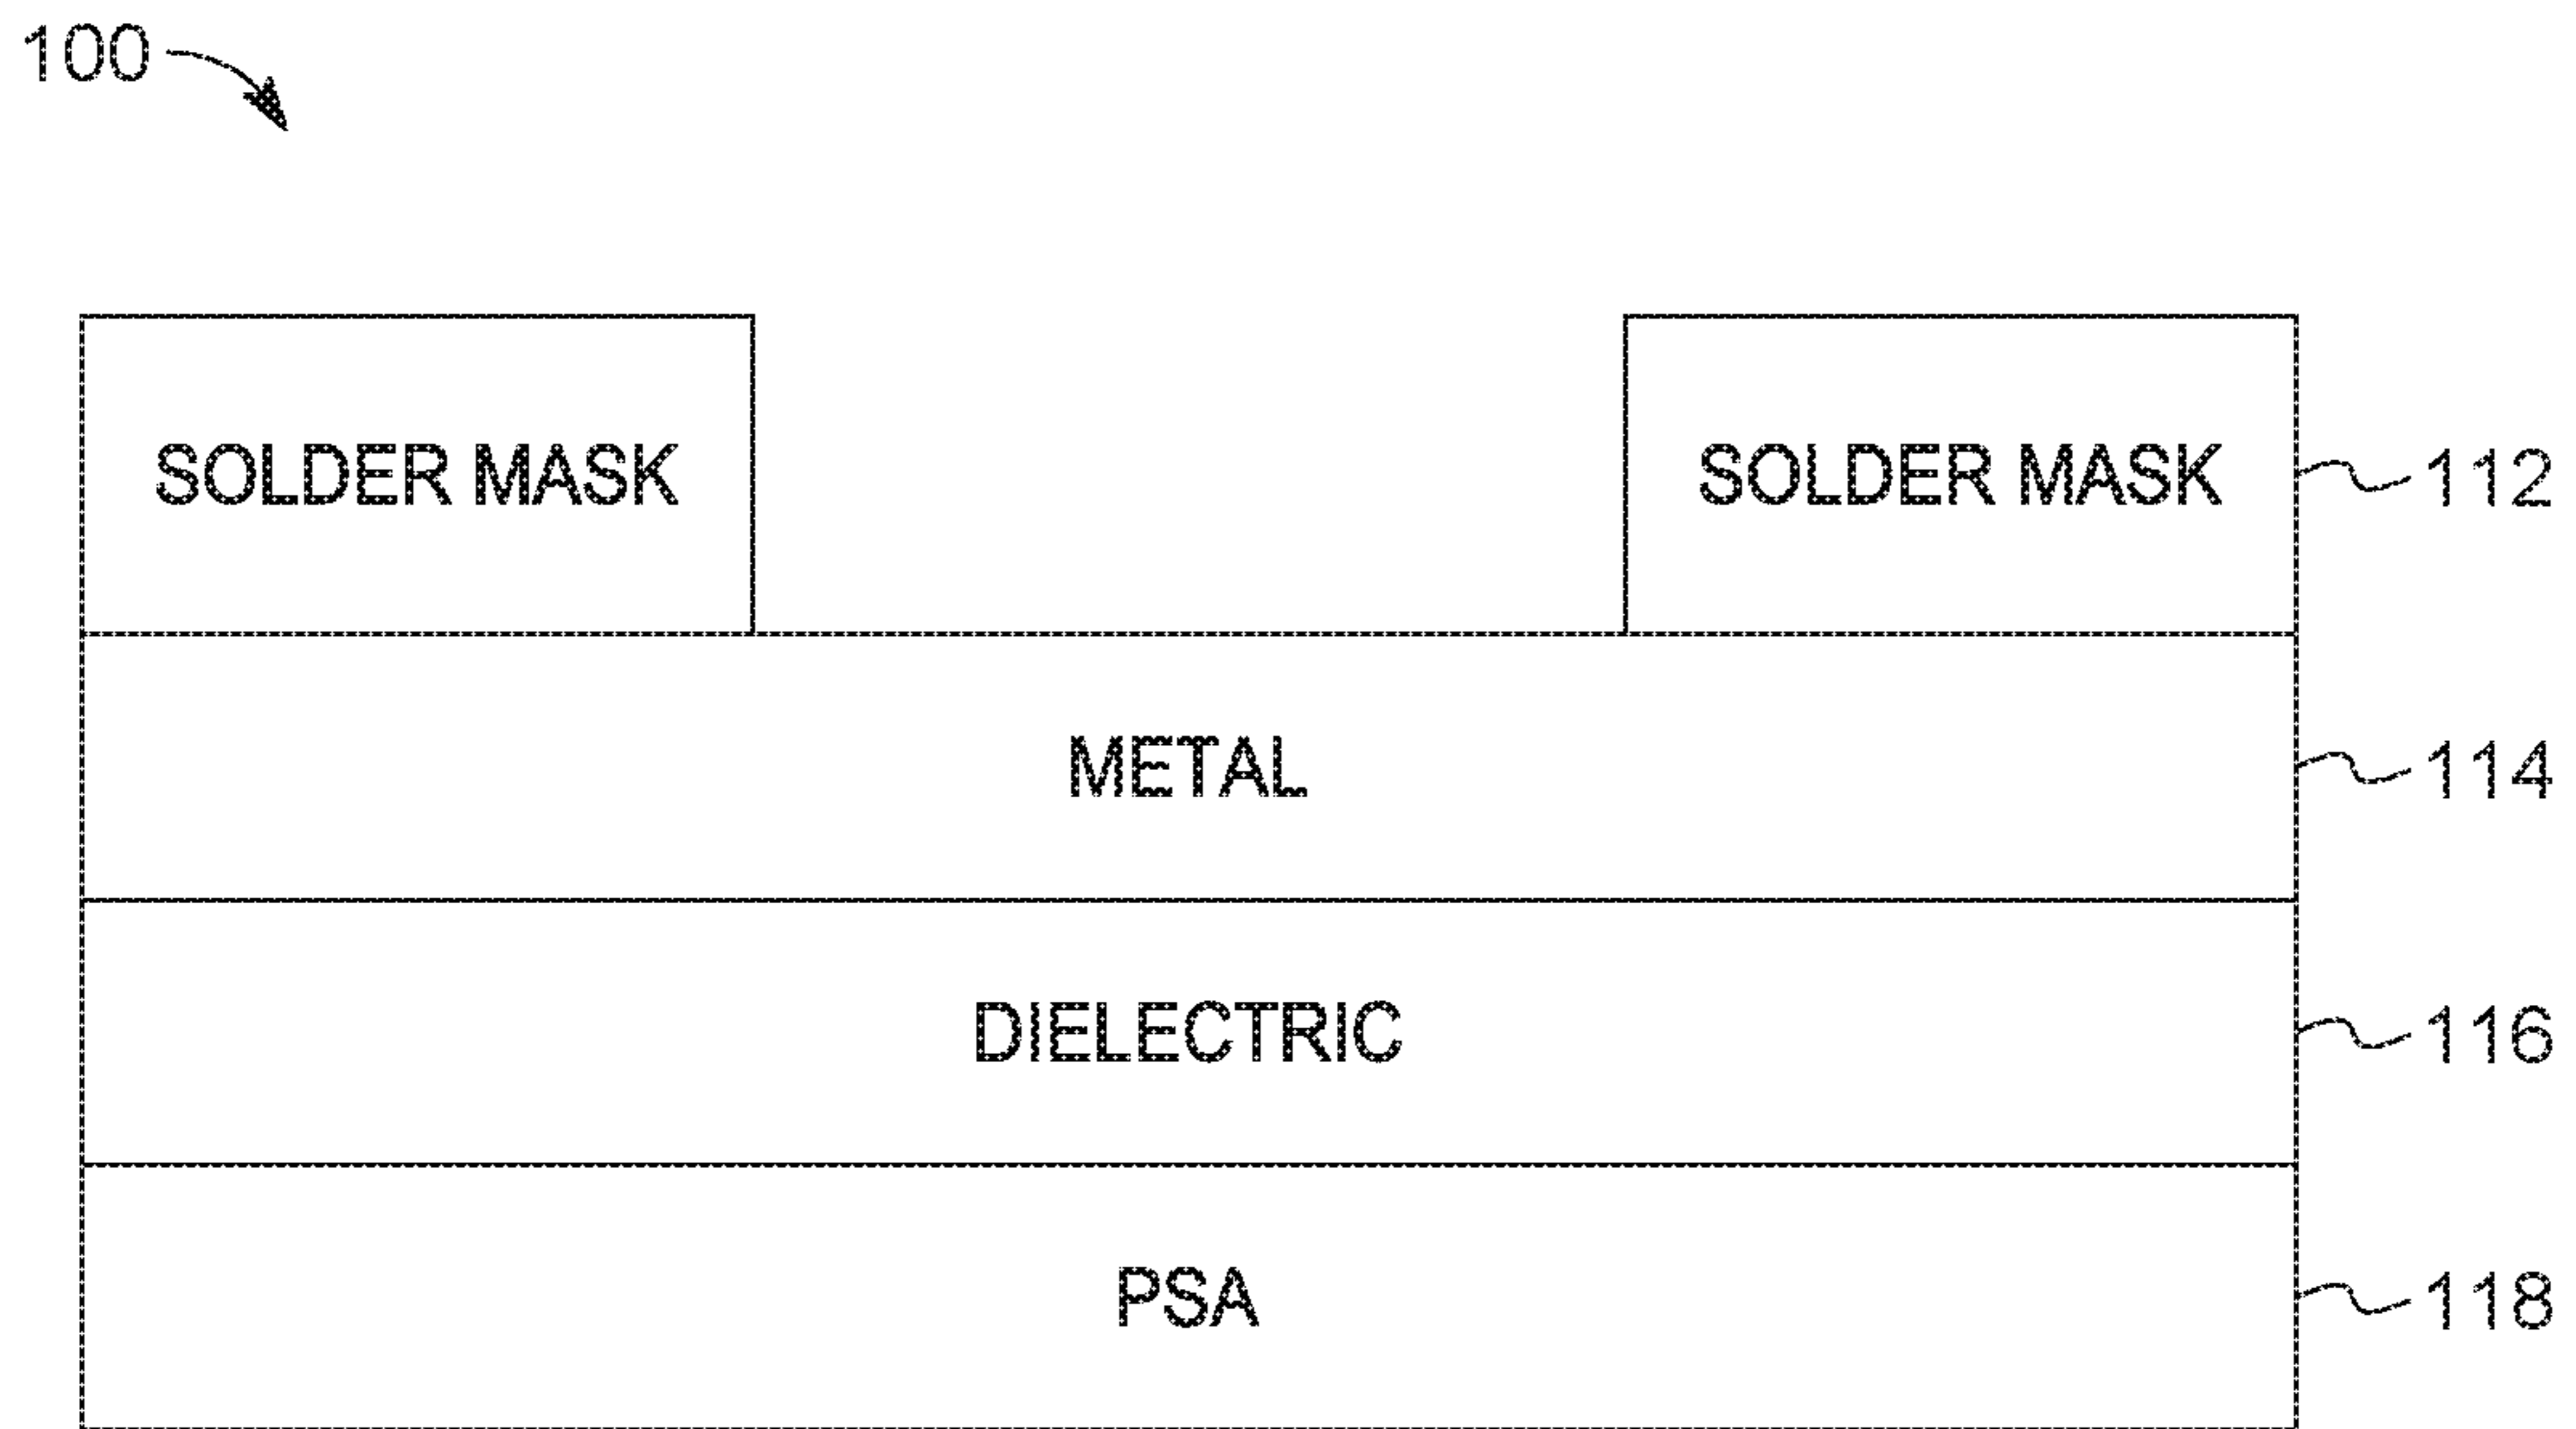 100
SOLDER MASK SOLDER MASK 112
METAL 114
DIELECTRIC 116
PSA 118